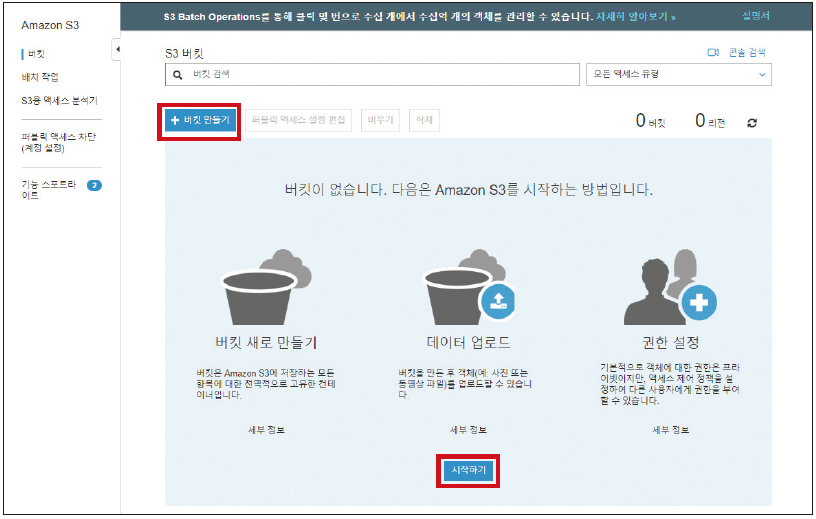 Amazon S3
버킷
배치 작업
S3용 액세스 분석기
퍼블릭 액세스 차단
(계정 설정)
기능 스포트라
이트
2
S3 Batch Operations를 통해 클릭 몇 번으로 수십 개에서 수십억 개의 객체를 관리할 수 있습니다. 자세히 알아보기 »
설명서
S3 버킷
콘솔 검색
버킷 검색
모든 액세스 유형
+ 버킷 만들기
퍼블릭 액세스 설정 편집
비우기
삭제
0 버킷
0 리전
버킷이 없습니다. 다음은 Amazon S3를 시작하는 방법입니다.
버킷 새로 만들기
버킷은 Amazon S3에 저장하는 모든
항목에 대한 전역적으로 고유한 컨테
이너입니다.
세부 정보
데이터 업로드
버킷을 만든 후 객체(예: 사진 또는
동영상 파일)를 업로드할 수 있습니
다.
세부 정보
권한 설정
기본적으로 객체에 대한 권한은 프라
이빗이지만, 액세스 제어 정책을 설
정하여 다른 사용자에게 권한을 부여
할 수 있습니다.
세부 정보
시작하기